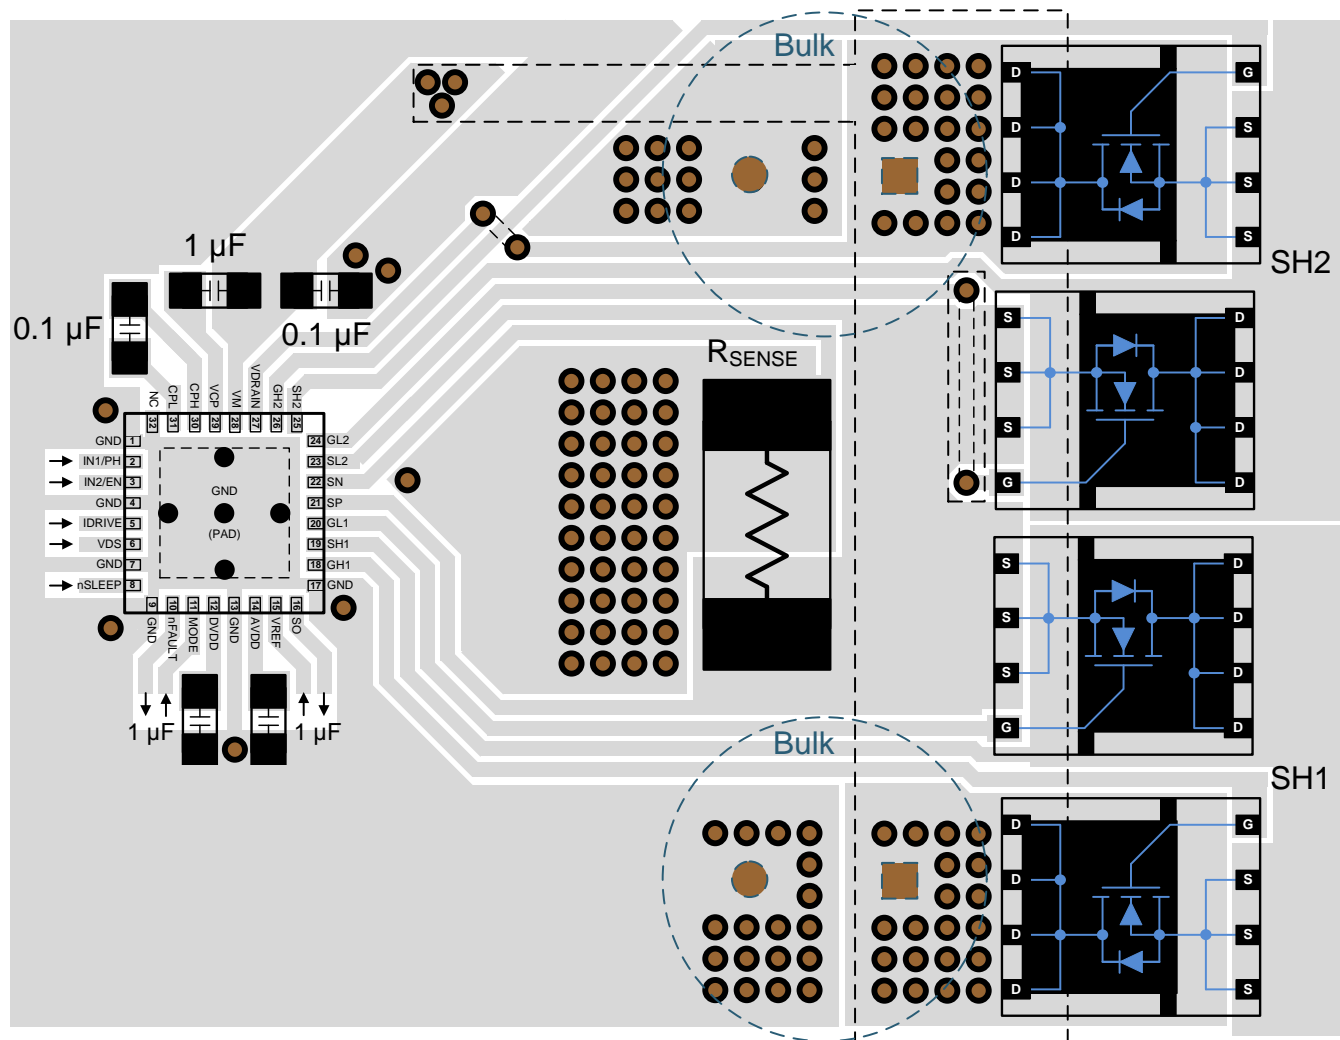 Bulk
D
D
D
D
G
S
S
S
SH2
1 µF
0.1 µF
0.1 µF
R_SENSE
S
S
S
G
D
D
D
D
NC
CPL
CPH
VCP
VM
VDRAIN
GH2
SH2
32
31
30
29
28
27
26
25
GND 1
IN1/PH 2
IN2/EN 3
GND 4
IDRIVE 5
VDS 6
GND 7
nSLEEP 8
GND
(PAD)
24 GL2
23 SL2
22 SN
21 SP
20 GL1
19 SH1
18 GH1
17 GND
9
10
11
12
13
14
15
16
GND
nFAULT
MODE
DVDD
GND
AVDD
VREF
SO
1 µF
1 µF
S
S
S
G
D
D
D
D
Bulk
SH1
D
D
D
D
G
S
S
S